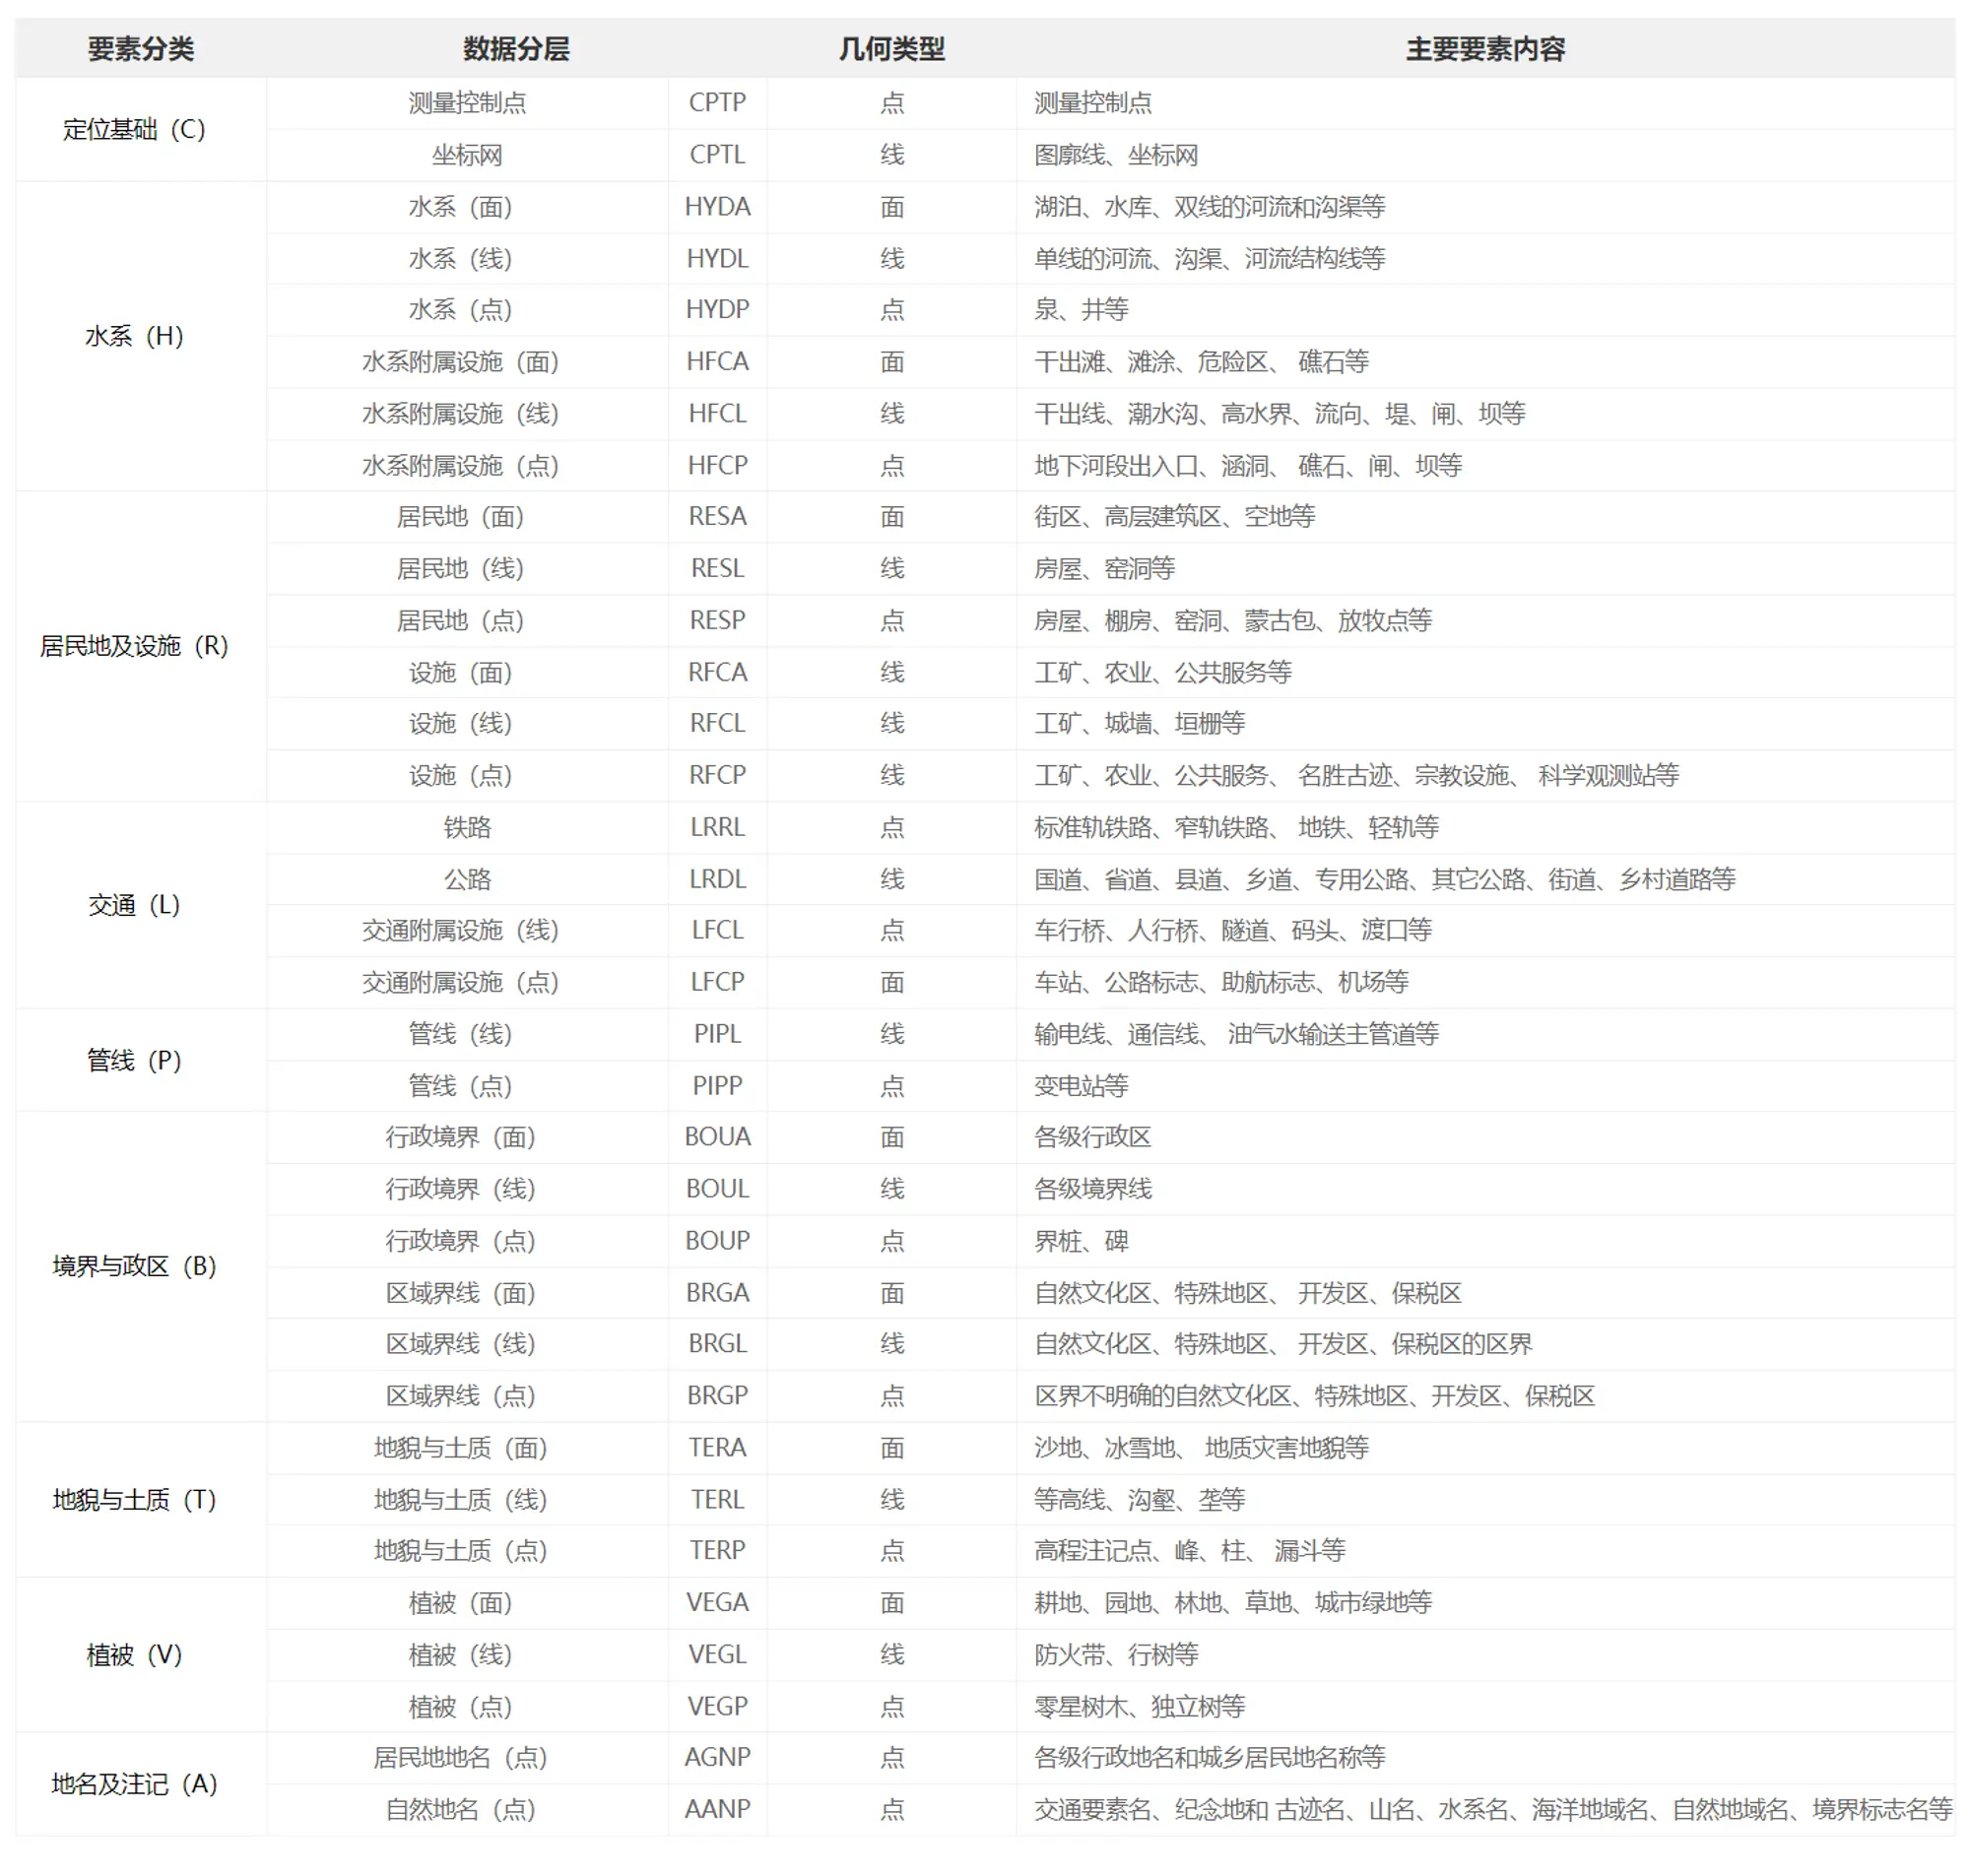 要素分类 数据分层 几何类型 主要要素内容
定位基础（C） 测量控制点 CPTP 点 测量控制点
坐标网 CPTL 线 图廓线、坐标网
水系（H） 水系（面） HYDA 面 湖泊、水库、双线的河流和沟渠等
水系（线） HYDL 线 单线的河流、沟渠、河流结构线等
水系（点） HYDP 点 泉、井等
水系附属设施（面） HFCA 面 干出滩、滩涂、危险区、 礁石等
水系附属设施（线） HFCL 线 干出线、潮水沟、高水界、流向、堤、闸、坝等
水系附属设施（点） HFCP 点 地下河段出入口、涵洞、 礁石、闸、坝等
居民地及设施（R） 居民地（面） RESA 面 街区、高层建筑区、空地等
居民地（线） RESL 线 房屋、窑洞等
居民地（点） RESP 点 房屋、棚房、窑洞、蒙古包、放牧点等
设施（面） RFCA 线 工矿、农业、公共服务等
设施（线） RFCL 线 工矿、城墙、垣栅等
设施（点） RFCP 线 工矿、农业、公共服务、 名胜古迹、宗教设施、 科学观测站等
交通（L） 铁路 LRRL 点 标准轨铁路、窄轨铁路、 地铁、轻轨等
公路 LRDL 线 国道、省道、县道、乡道、专用公路、其它公路、街道、乡村道路等
交通附属设施（线） LFCL 点 车行桥、人行桥、隧道、码头、渡口等
交通附属设施（点） LFCP 面 车站、公路标志、助航标志、机场等
管线（P） 管线（线） PIPL 线 输电线、通信线、 油气水输送主管道等
管线（点） PIPP 点 变电站等
境界与政区（B） 行政境界（面） BOUA 面 各级行政区
行政境界（线） BOUL 线 各级境界线
行政境界（点） BOUP 点 界桩、碑
区域界线（面） BRGA 面 自然文化区、特殊地区、 开发区、保税区
区域界线（线） BRGL 线 自然文化区、特殊地区、 开发区、保税区的区界
区域界线（点） BRGP 点 区界不明确的自然文化区、特殊地区、开发区、保税区
地貌与土质（T） 地貌与土质（面） TERA 面 沙地、冰雪地、 地质灾害地貌等
地貌与土质（线） TERL 线 等高线、沟壑、垄等
地貌与土质（点） TERP 点 高程注记点、峰、柱、 漏斗等
植被（V） 植被（面） VEGA 面 耕地、园地、林地、草地、城市绿地等
植被（线） VEGL 线 防火带、行树等
植被（点） VEGP 点 零星树木、独立树等
地名及注记（A） 居民地地名（点） AGNP 点 各级行政地名和城乡居民地名称等
自然地名（点） AANP 点 交通要素名、纪念地和 古迹名、山名、水系名、海洋地域名、自然地域名、境界标志名等